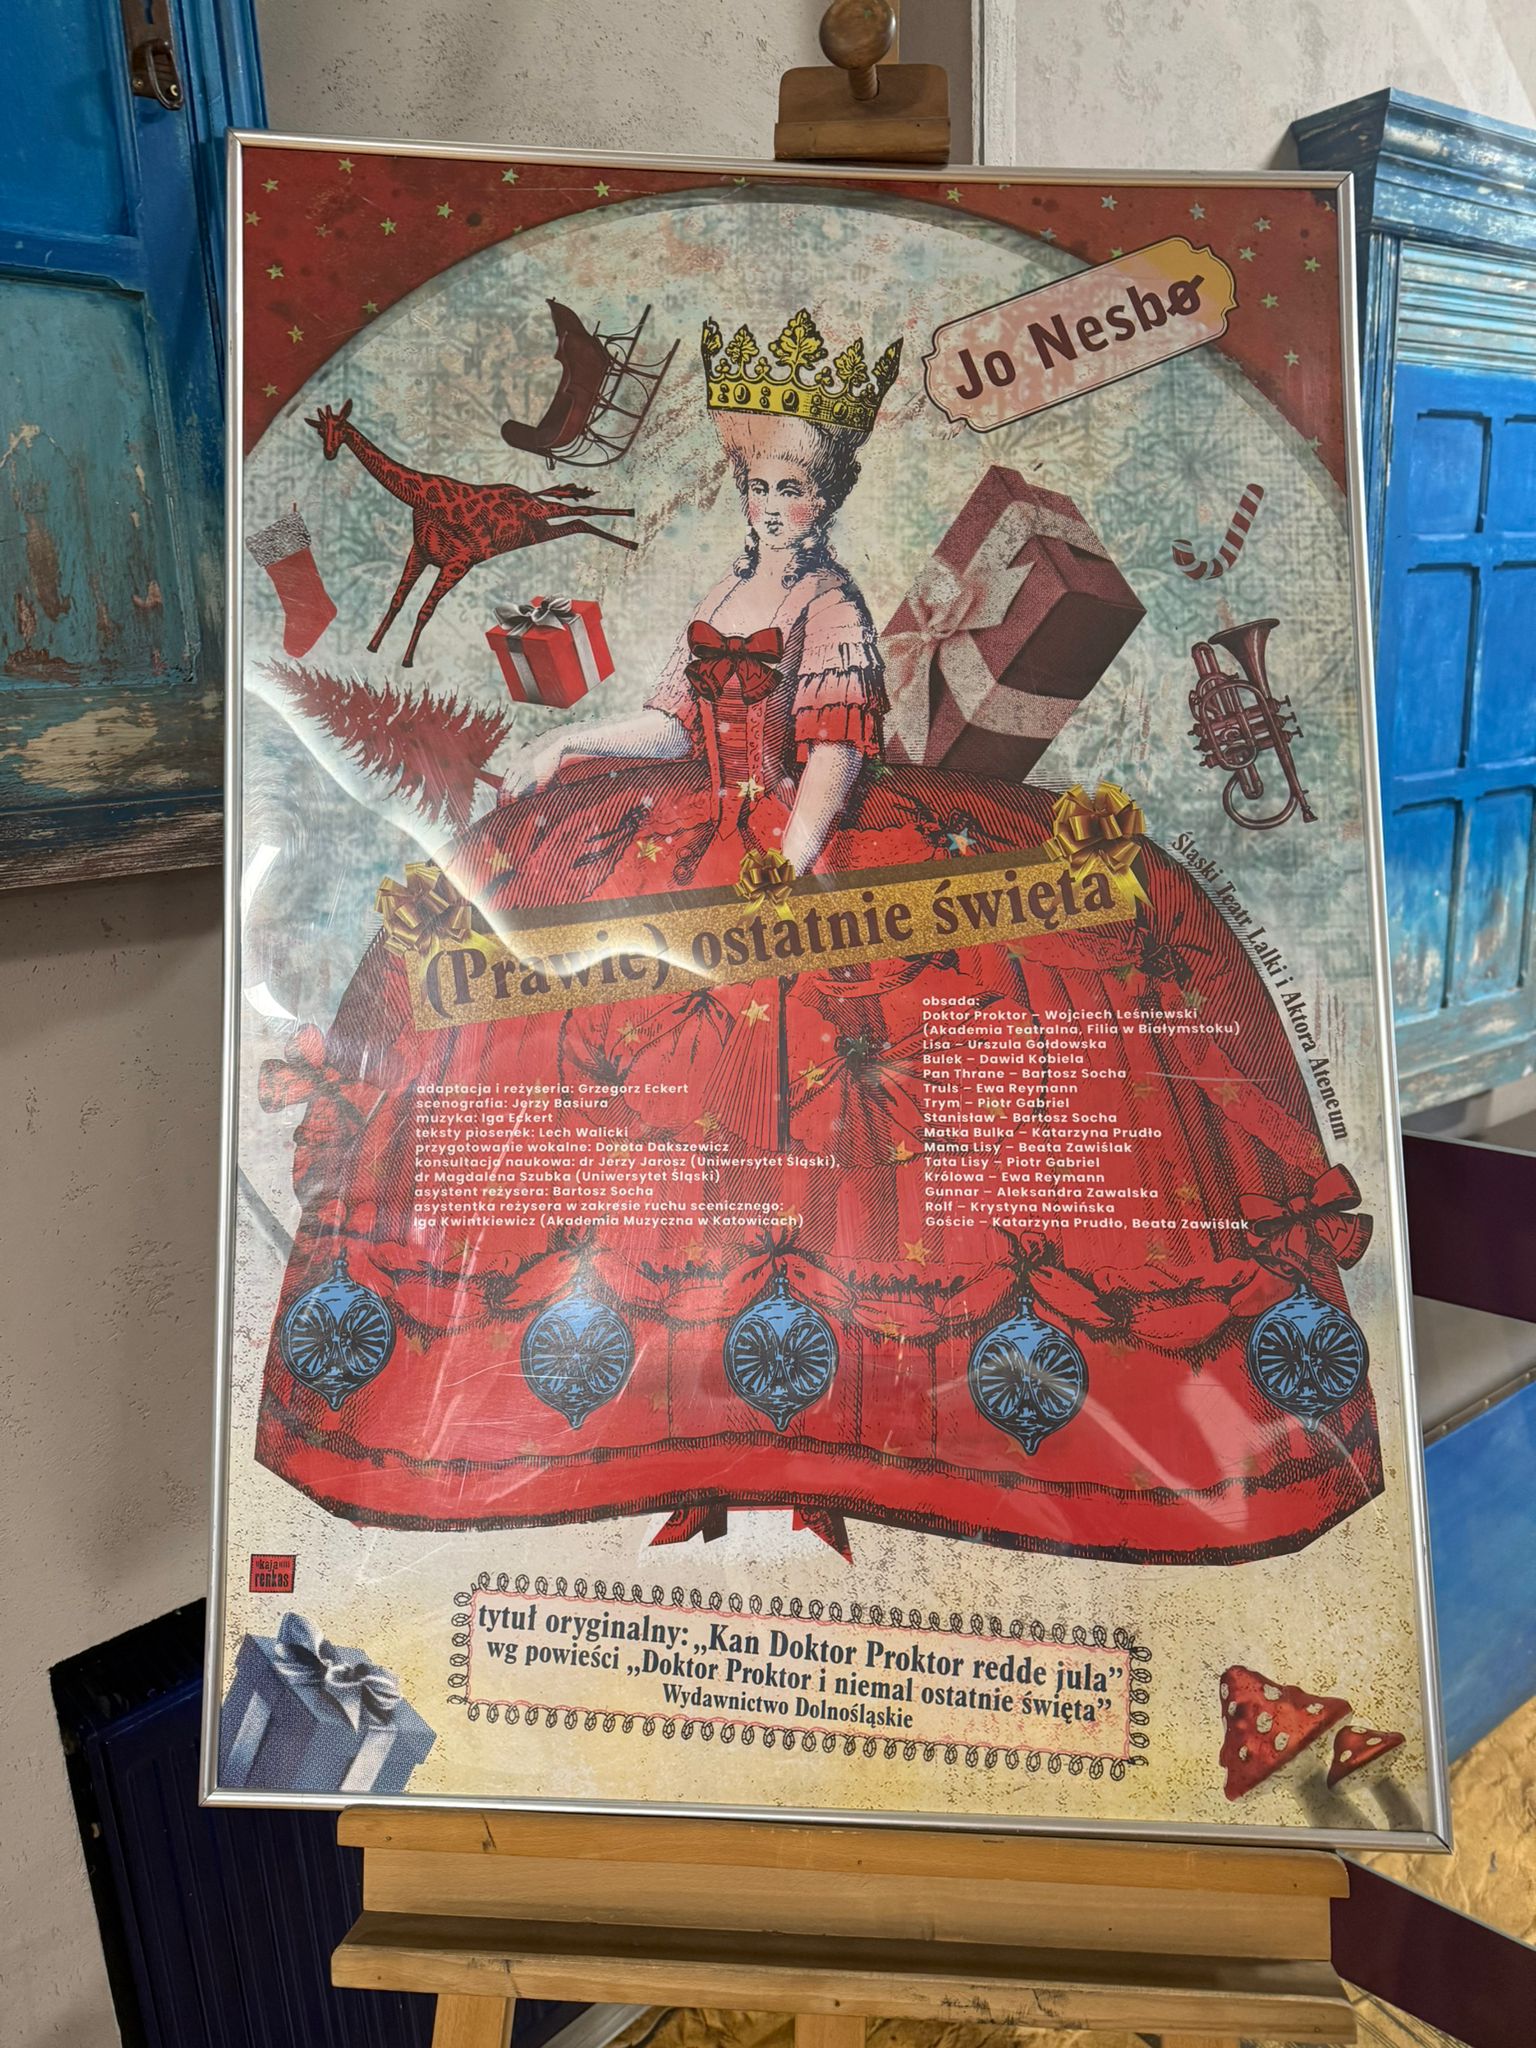 Jo Nesbø
(Prawie) ostatnie święta
Śląski Teatr Lalki i Aktora Ateneum
adaptacja i reżyseria: Grzegorz Eckert
scenografia: Jerzy Basiura
muzyka: Iga Eckert
teksty piosenek: Lech Walicki
przygotowanie wokalne: Dorota Dakszewicz
konsultacja naukowa: dr Jerzy Jarosz (Uniwersytet Śląski),
dr Magdalena Szubka (Uniwersytet Śląski)
asystent reżysera: Bartosz Socha
asystentka reżysera w zakresie ruchu scenicznego:
Iga Kwintkiewicz (Akademia Muzyczna w Katowicach)
obsada:
Doktor Proktor – Wojciech Leśniewski
(Akademia Teatralna, Filia w Białymstoku)
Lisa – Urszula Gołdowska
Bulek – Dawid Kobiela
Pan Thrane – Bartosz Socha
Truls – Ewa Reymann
Trym – Piotr Gabriel
Stanisław – Bartosz Socha
Matka Bulka – Katarzyna Prudło
Mama Lisy – Beata Zawiślak
Tata Lisy – Piotr Gabriel
Królowa – Ewa Reymann
Gunnar – Aleksandra Zawalska
Rolf – Krystyna Nowińska
Goście – Katarzyna Prudło, Beata Zawiślak
kaja
renkas
tytuł oryginalny: „Kan Doktor Proktor redde jula”
wg powieści „Doktor Proktor i niemal ostatnie święta”
Wydawnictwo Dolnośląskie